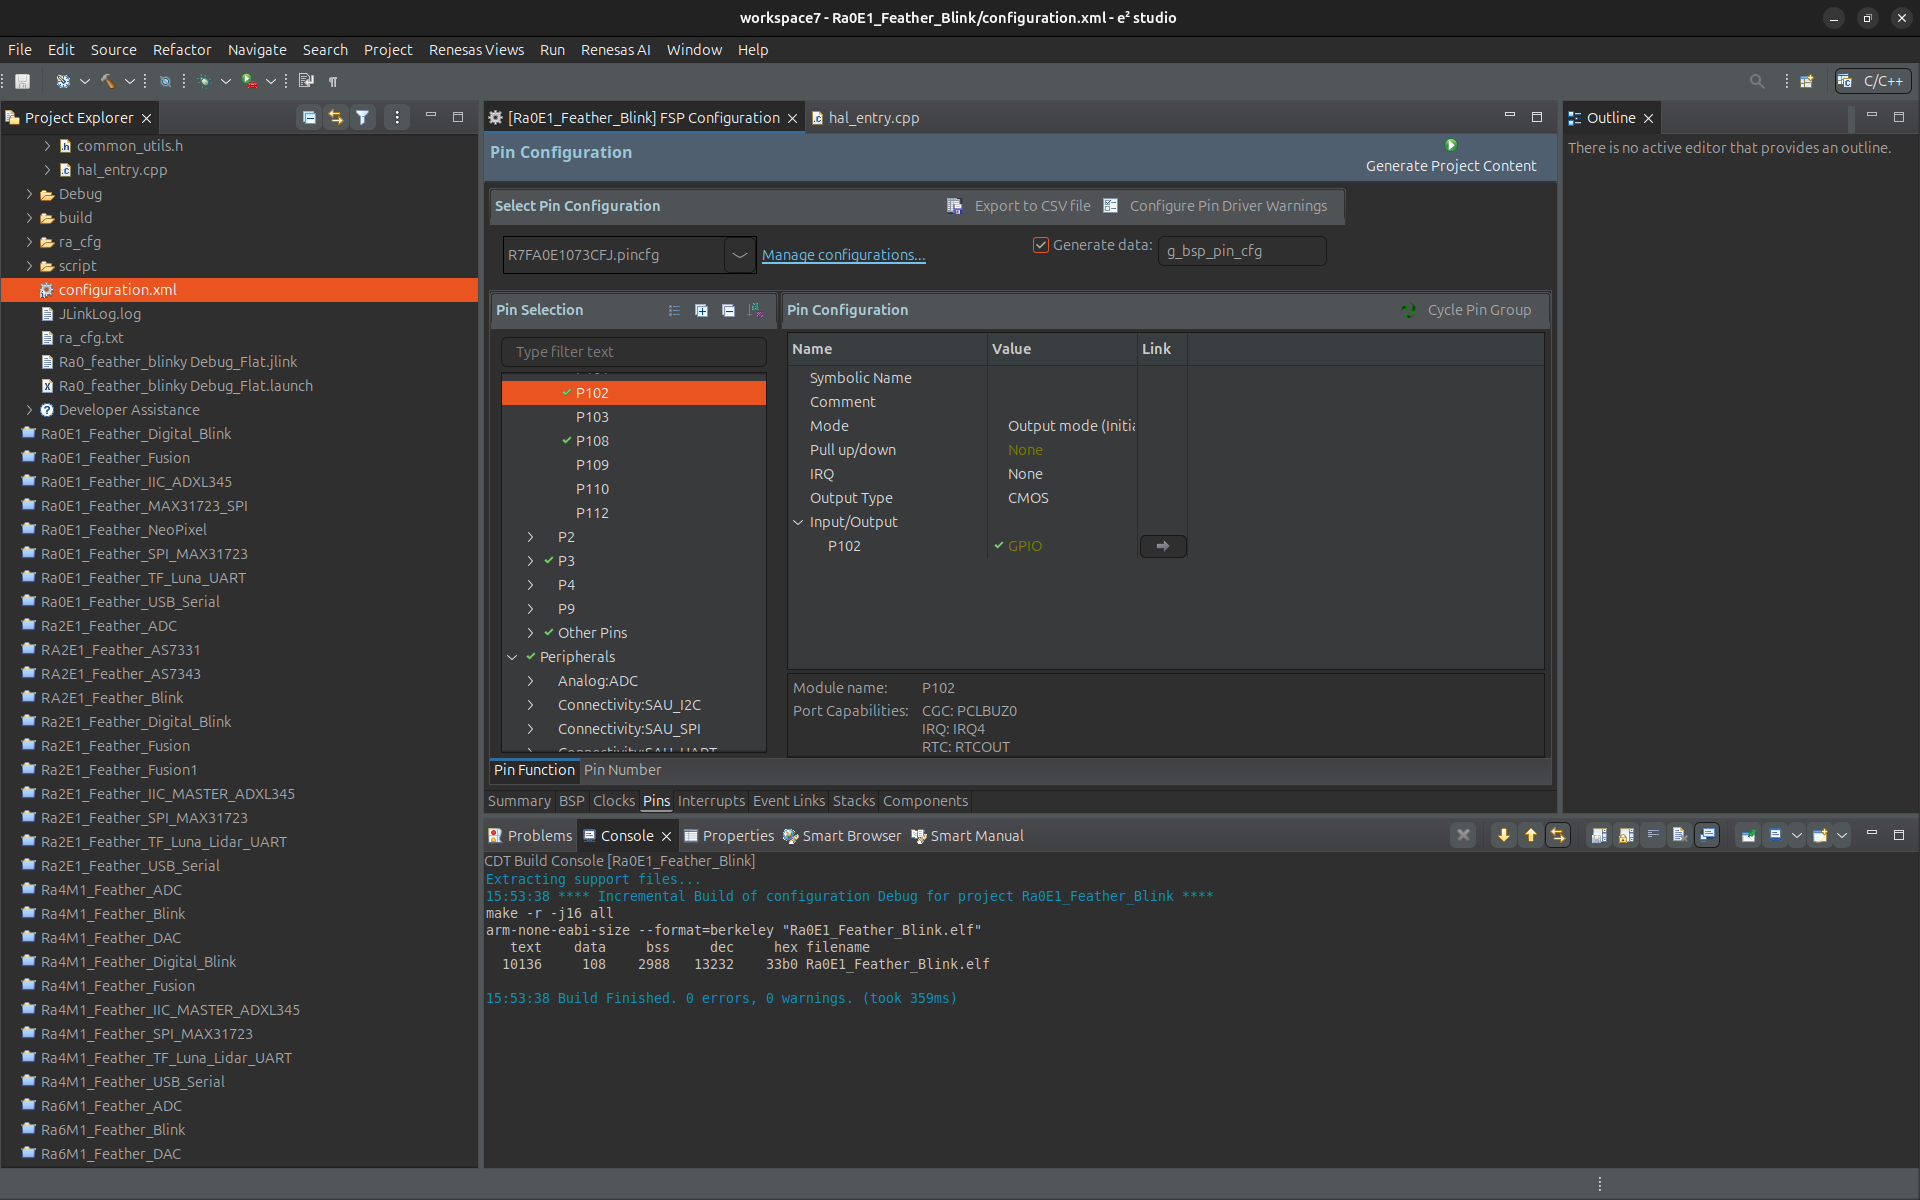 workspace7 - Ra0E1_Feather_Blink/configuration.xml - e² studio
File Edit Source Refactor Navigate Search Project Renesas Views Run Renesas AI Window Help
C/C++
Project Explorer
common_utils.h
hal_entry.cpp
Debug
build
ra_cfg
script
configuration.xml
JLinkLog.log
ra_cfg.txt
Ra0_feather_blinky Debug_Flat.jlink
Ra0_feather_blinky Debug_Flat.launch
Developer Assistance
Ra0E1_Feather_Digital_Blink
Ra0E1_Feather_Fusion
Ra0E1_Feather_IIC_ADXL345
Ra0E1_Feather_MAX31723_SPI
Ra0E1_Feather_NeoPixel
Ra0E1_Feather_SPI_MAX31723
Ra0E1_Feather_TF_Luna_UART
Ra0E1_Feather_USB_Serial
Ra2E1_Feather_ADC
RA2E1_Feather_AS7331
RA2E1_Feather_AS7343
RA2E1_Feather_Blink
Ra2E1_Feather_Digital_Blink
Ra2E1_Feather_Fusion
Ra2E1_Feather_Fusion1
Ra2E1_Feather_IIC_MASTER_ADXL345
Ra2E1_Feather_SPI_MAX31723
Ra2E1_Feather_TF_Luna_Lidar_UART
Ra2E1_Feather_USB_Serial
Ra4M1_Feather_ADC
Ra4M1_Feather_Blink
Ra4M1_Feather_DAC
Ra4M1_Feather_Digital_Blink
Ra4M1_Feather_Fusion
Ra4M1_Feather_IIC_MASTER_ADXL345
Ra4M1_Feather_SPI_MAX31723
Ra4M1_Feather_TF_Luna_Lidar_UART
Ra4M1_Feather_USB_Serial
Ra6M1_Feather_ADC
Ra6M1_Feather_Blink
Ra6M1_Feather_DAC
[Ra0E1_Feather_Blink] FSP Configuration
hal_entry.cpp
Pin Configuration
Generate Project Content
Select Pin Configuration
Export to CSV file
Configure Pin Driver Warnings
R7FA0E1073CFJ.pincfg
Manage configurations...
Generate data:
g_bsp_pin_cfg
Pin Selection
Type filter text
P102
P103
P108
P109
P110
P112
P2
P3
P4
P9
Other Pins
Peripherals
Analog:ADC
Connectivity:SAU_I2C
Connectivity:SAU_SPI
Connectivity:SAU_UART
Pin Configuration
Cycle Pin Group
Name Value Link
Symbolic Name
Comment
Mode Output mode (Initia
Pull up/down None
IRQ None
Output Type CMOS
Input/Output
P102 GPIO
Module name: P102
Port Capabilities: CGC: PCLBUZ0
IRQ: IRQ4
RTC: RTCOUT
Pin Function Pin Number
Summary BSP Clocks Pins Interrupts Event Links Stacks Components
Outline
There is no active editor that provides an outline.
Problems Console Properties Smart Browser Smart Manual
CDT Build Console [Ra0E1_Feather_Blink]
Extracting support files...
15:53:38 **** Incremental Build of configuration Debug for project Ra0E1_Feather_Blink ****
make -r -j16 all
arm-none-eabi-size --format=berkeley "Ra0E1_Feather_Blink.elf"
text data bss dec hex filename
10136 108 2988 13232 33b0 Ra0E1_Feather_Blink.elf
15:53:38 Build Finished. 0 errors, 0 warnings. (took 359ms)